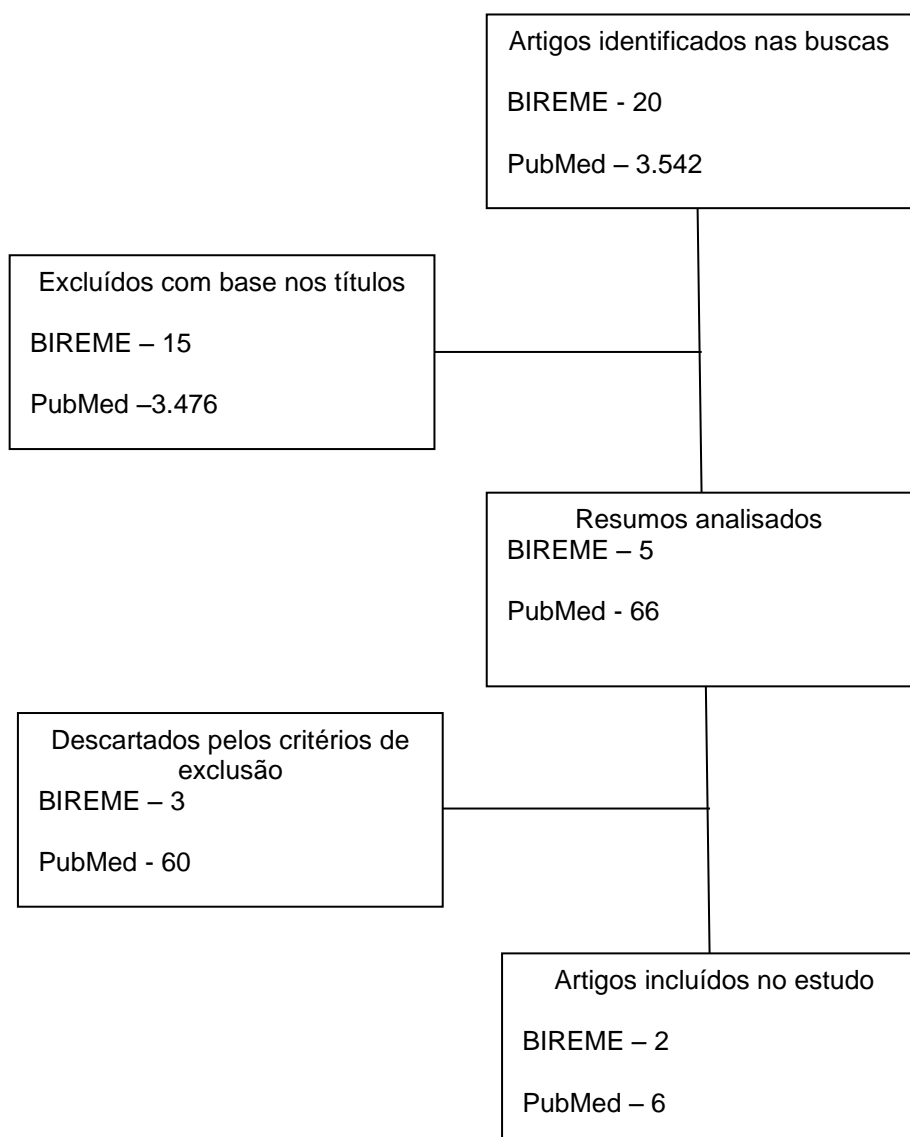 Artigos identificados nas buscas
BIREME - 20
PubMed – 3.542
Excluídos com base nos títulos
BIREME – 15
PubMed –3.476
Resumos analisados
BIREME – 5
PubMed - 66
Descartados pelos critérios de
exclusão
BIREME – 3
PubMed - 60
Artigos incluídos no estudo
BIREME – 2
PubMed – 6